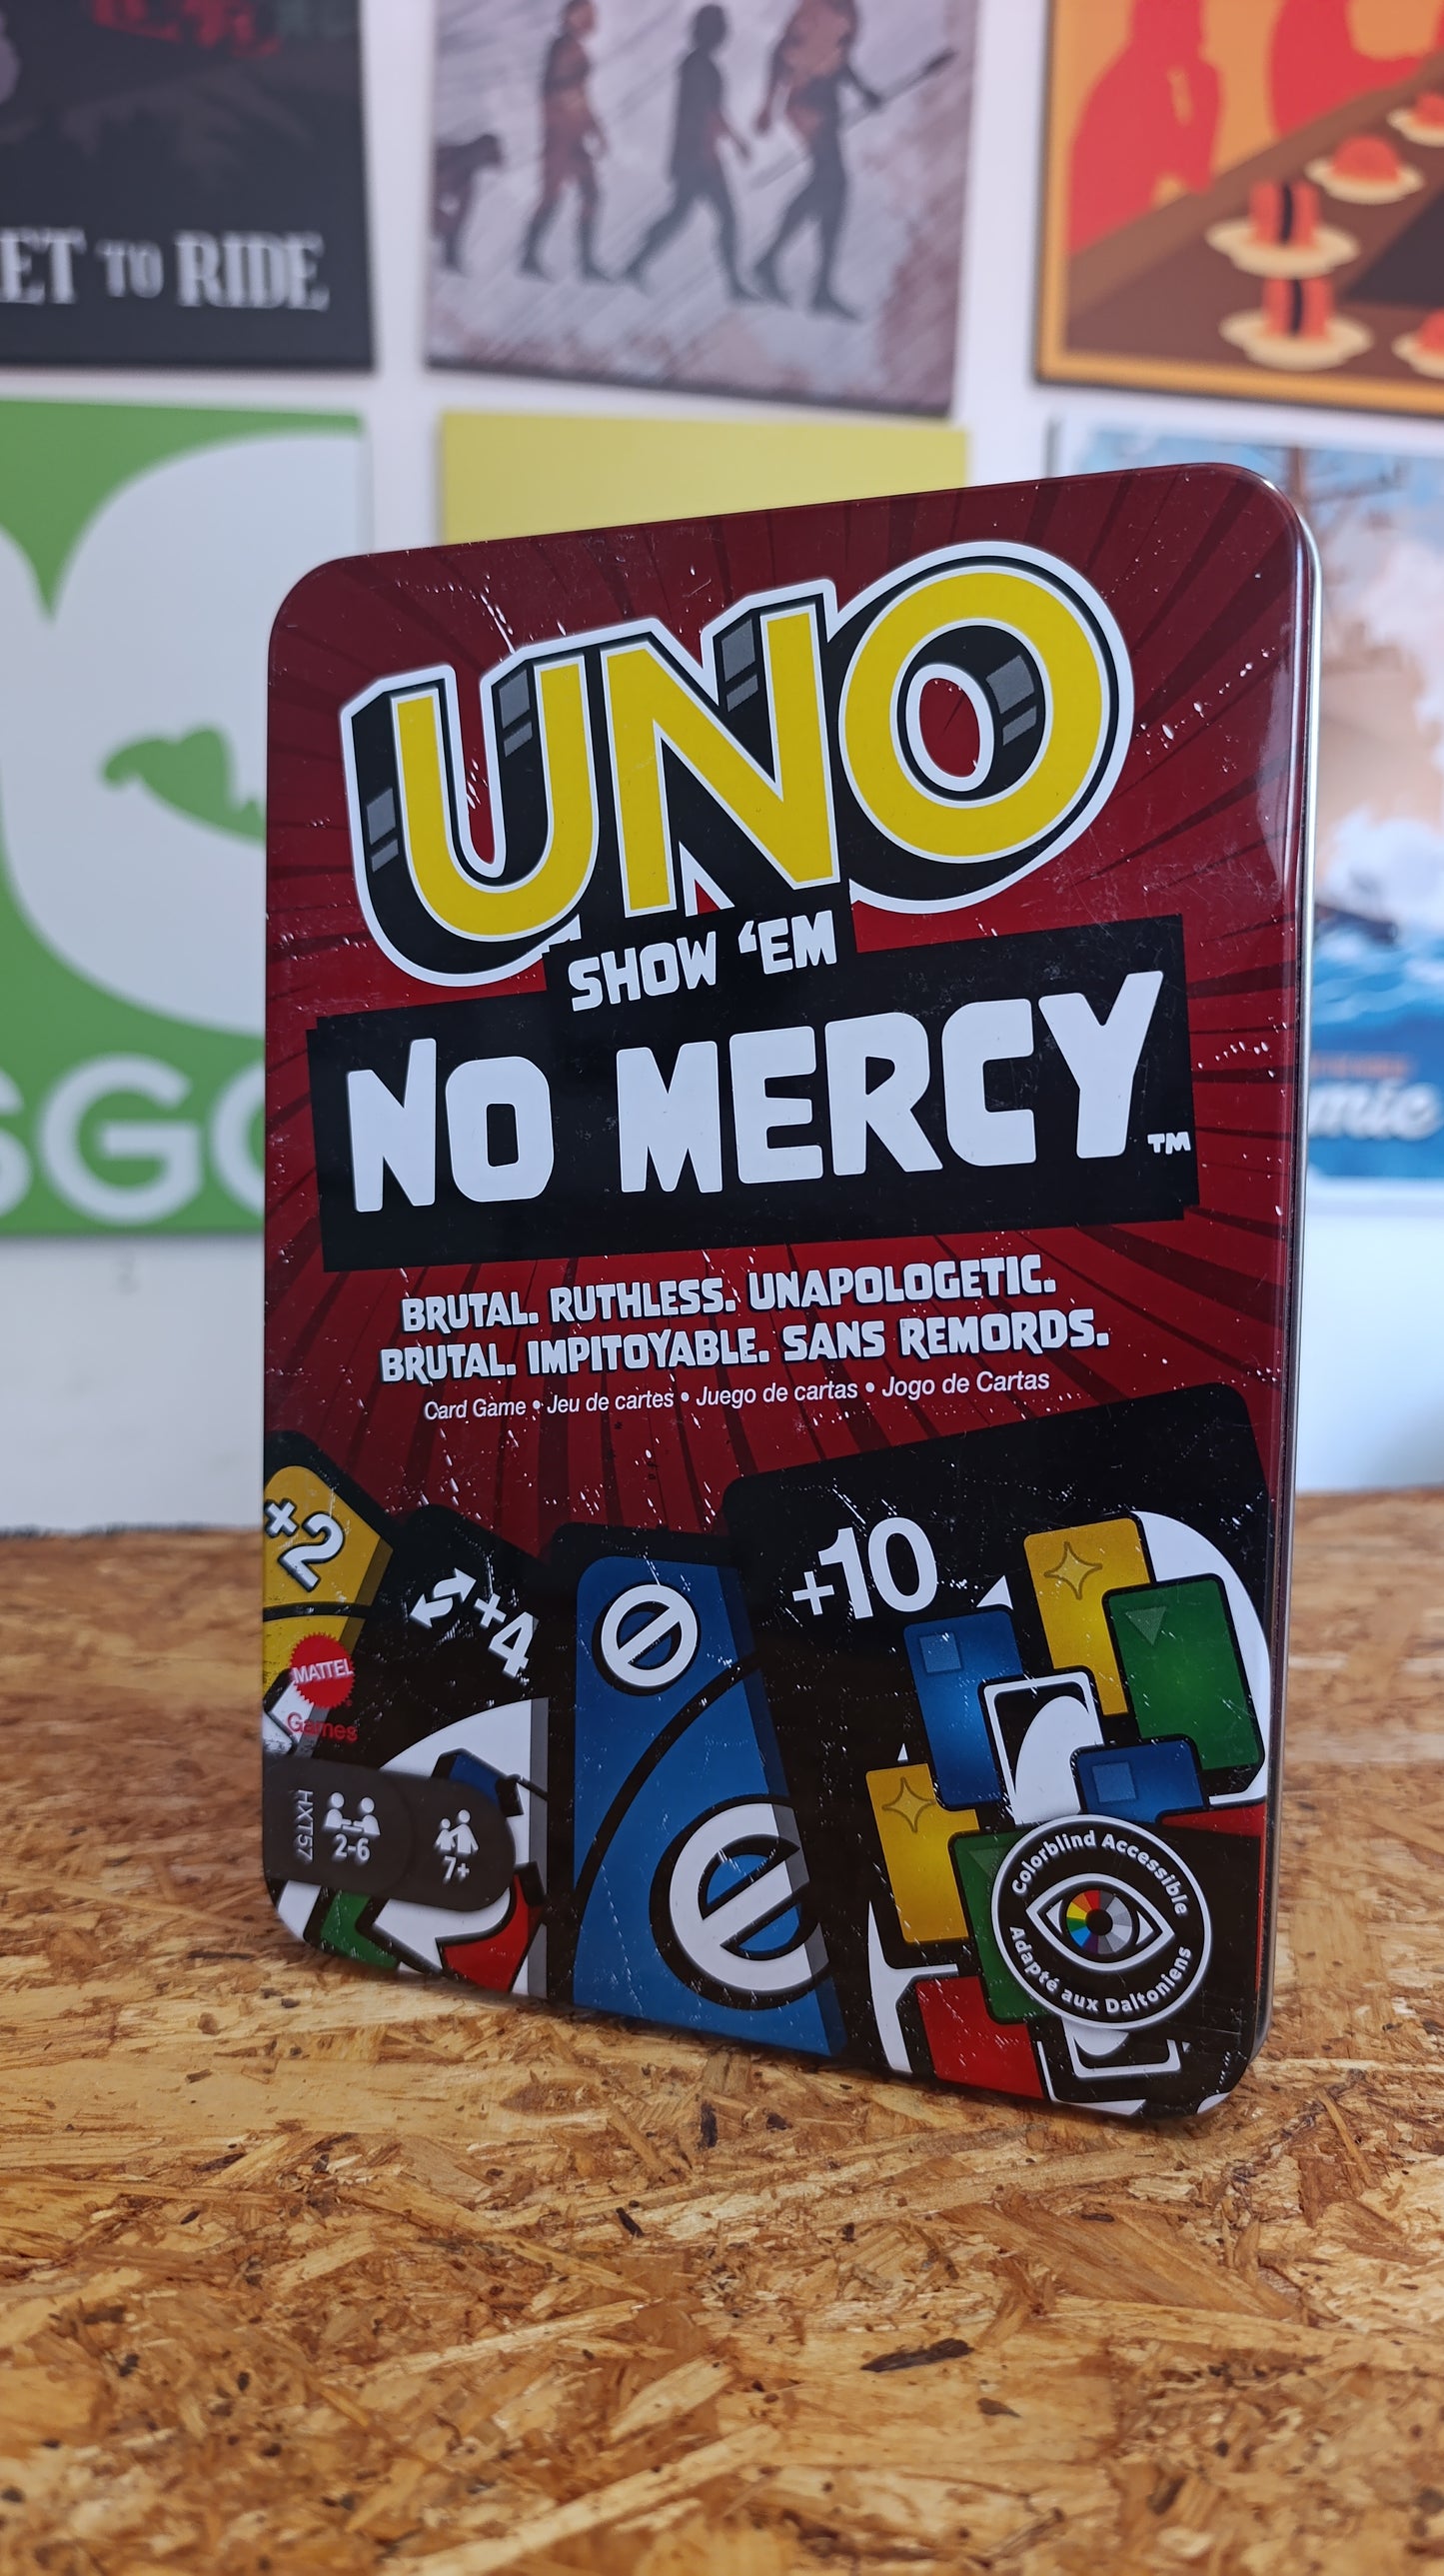 ET TO RIDE
SGO
UNO
SHOW ‘EM
NO MERCY™
BRUTAL. RUTHLESS. UNAPOLOGETIC.
BRUTAL. IMPITOYABLE. SANS REMORDS.
Card Game • Jeu de cartes • Juego de cartas • Jogo de Cartas
×2
+4
+10
MATTEL
Games
HXT57
2-6
7+
Colorblind Accessible
Adapté aux Daltoniens
mic